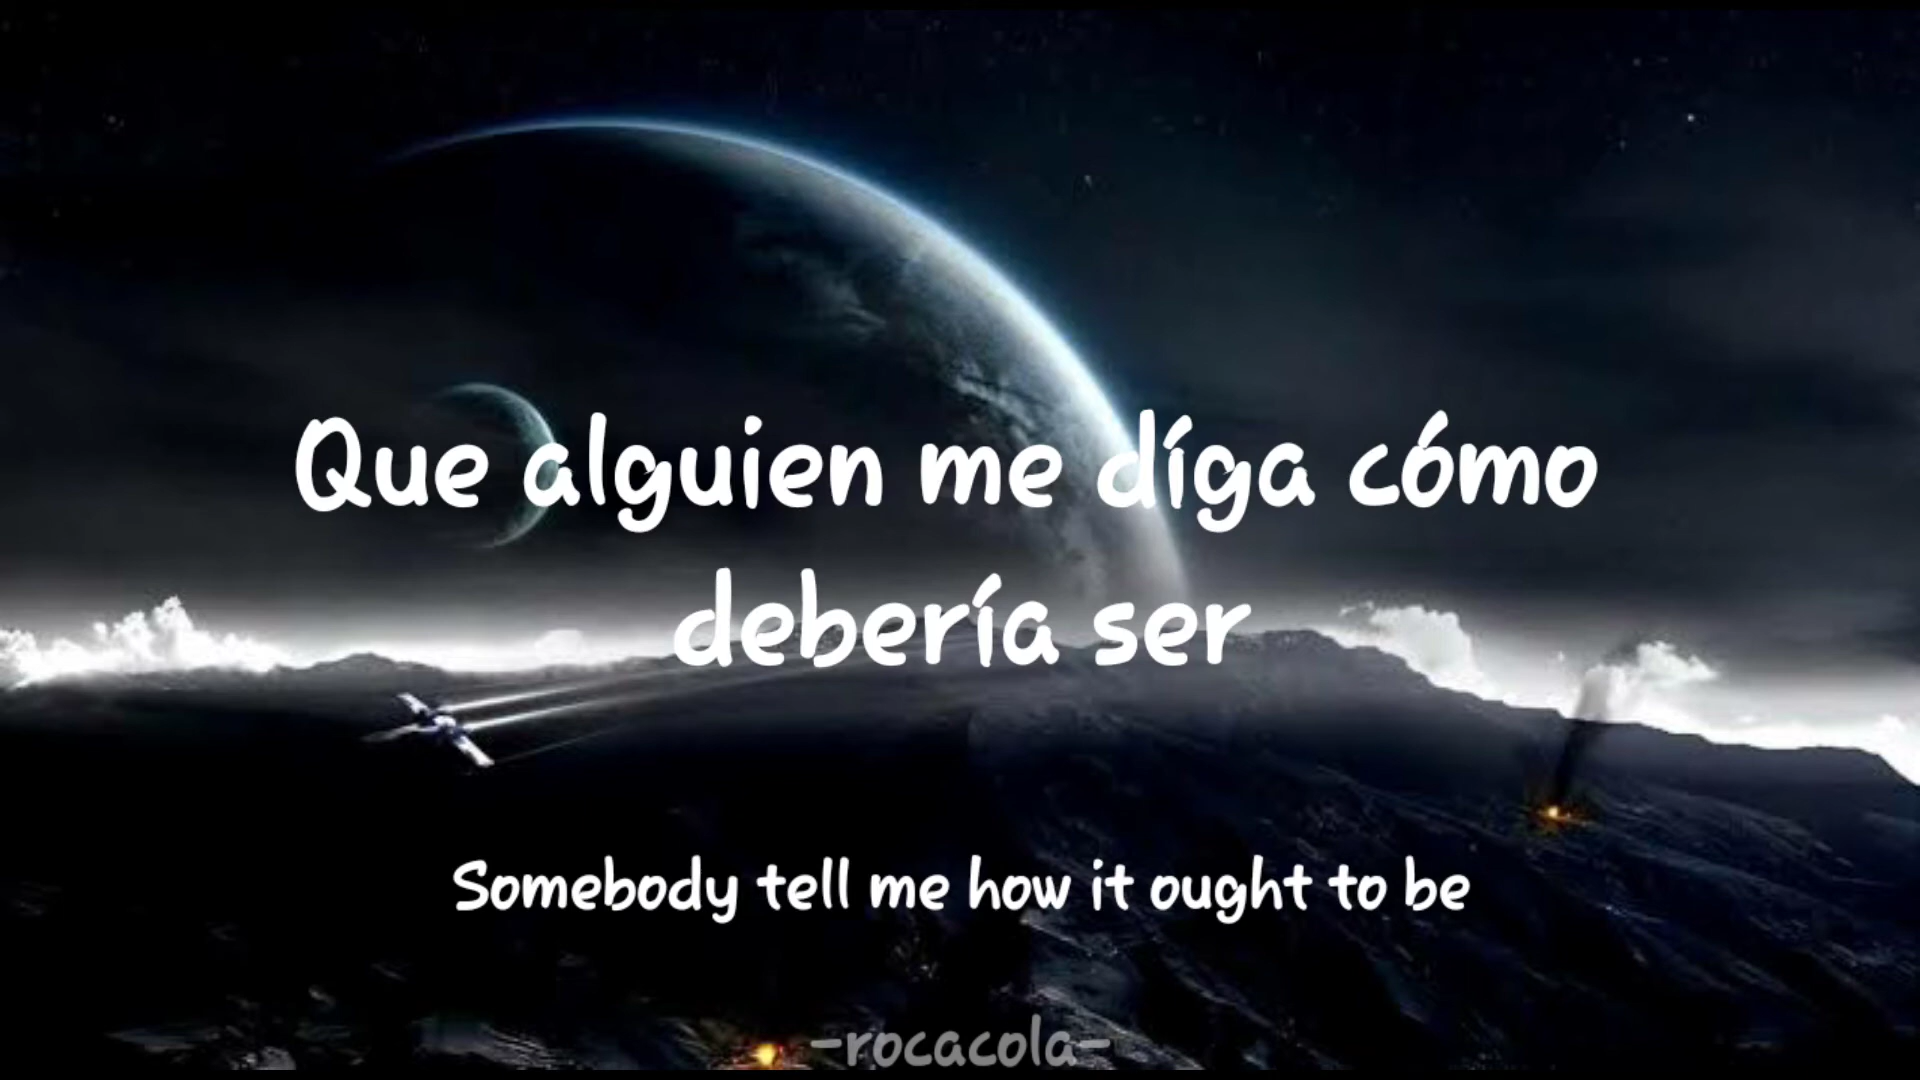 Que alguien me díga cómo
debería ser
Somebody tell me how it ought to be
-rocacola-